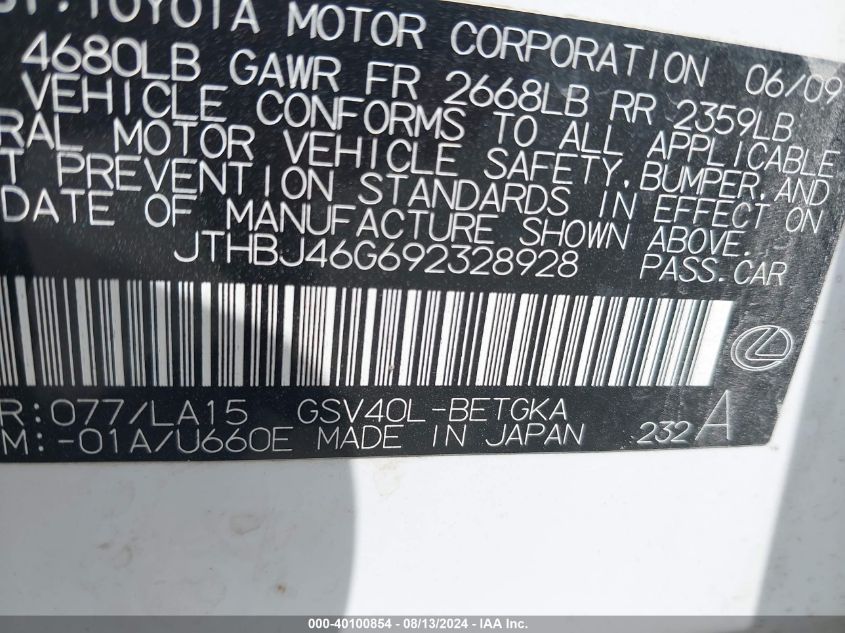 TOYOTA MOTOR CORPORATION 06/09
4680LB GAWR FR 2668LB RR 2359LB
VEHICLE CONFORMS TO ALL APPLICABLE
RAL MOTOR VEHICLE SAFETY, BUMPER, AND
T PREVENTION STANDARDS IN EFFECT ON
DATE OF MANUFACTURE SHOWN ABOVE.
JTHBJ46G692328928 PASS.CAR
R:077/LA15 GSV40L-BETGKA
M:-01A/U660E MADE IN JAPAN 232 A
000-40100854 - 08/13/2024 - IAA Inc.